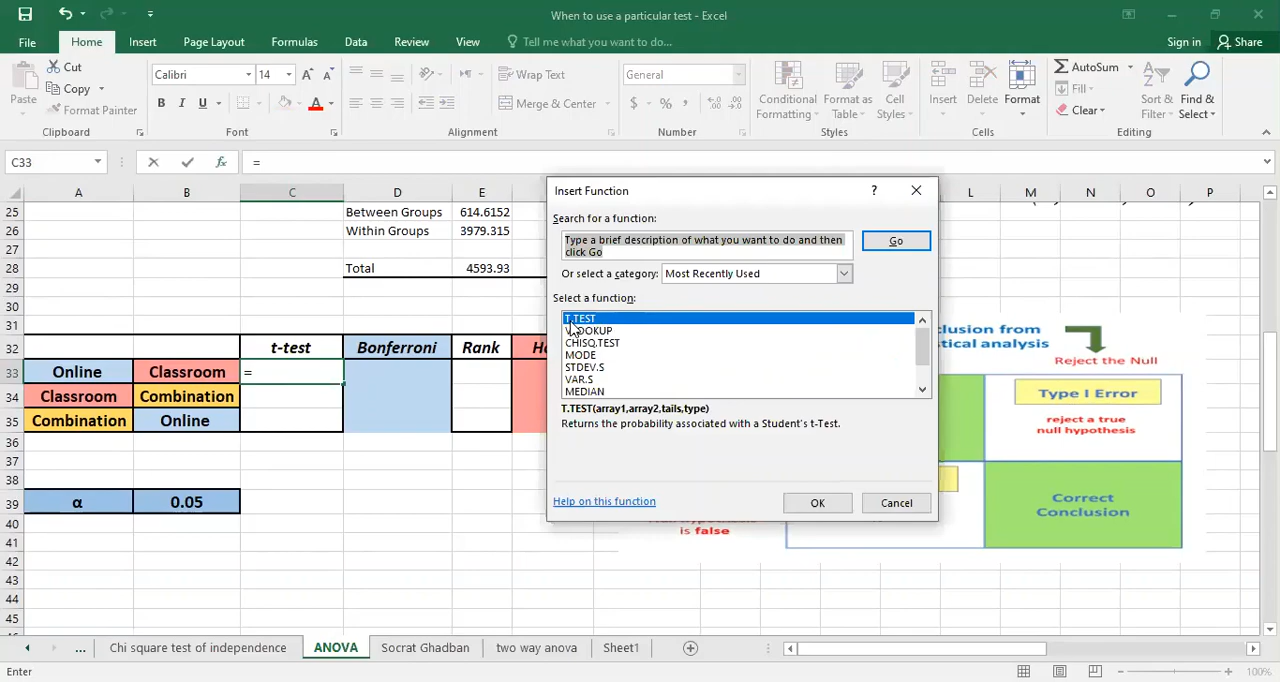 When to use a particular test - Excel
Sign in Share
File Home Insert Page Layout Formulas Data Review View Tell me what you want to do...
Cut
Copy
Format Painter
Paste
Clipboard
Calibri 14
B I U
Font
Wrap Text
Merge & Center
Alignment
General
$ % ,
Number
Conditional Formatting
Format as Table
Cell Styles
Styles
Insert Delete Format
Cells
AutoSum
Fill
Clear
Sort & Filter
Find & Select
Editing
C33 fx =
A B C D E L M N O P
25 Between Groups 614.6152
26 Within Groups 3979.315
27
28 Total 4593.93
29
30
31
32 t-test Bonferroni Rank
33 Online Classroom =
34 Classroom Combination
35 Combination Online
36
37
38
39 α 0.05
40
41
42
43
44
45
Insert Function ?
Search for a function:
Type a brief description of what you want to do and then
click Go
Go
Or select a category: Most Recently Used
Select a function:
T.TEST
VLOOKUP
CHISQ.TEST
MODE
STDEV.S
VAR.S
MEDIAN
T.TEST(array1,array2,tails,type)
Returns the probability associated with a Student's t-Test.
Help on this function
OK Cancel
from
analysis
Reject the Null
Type I Error
reject a true
null hypothesis
Correct
Conclusion
is false
... Chi square test of independence ANOVA Socrat Ghadban two way anova Sheet1
Enter
100%